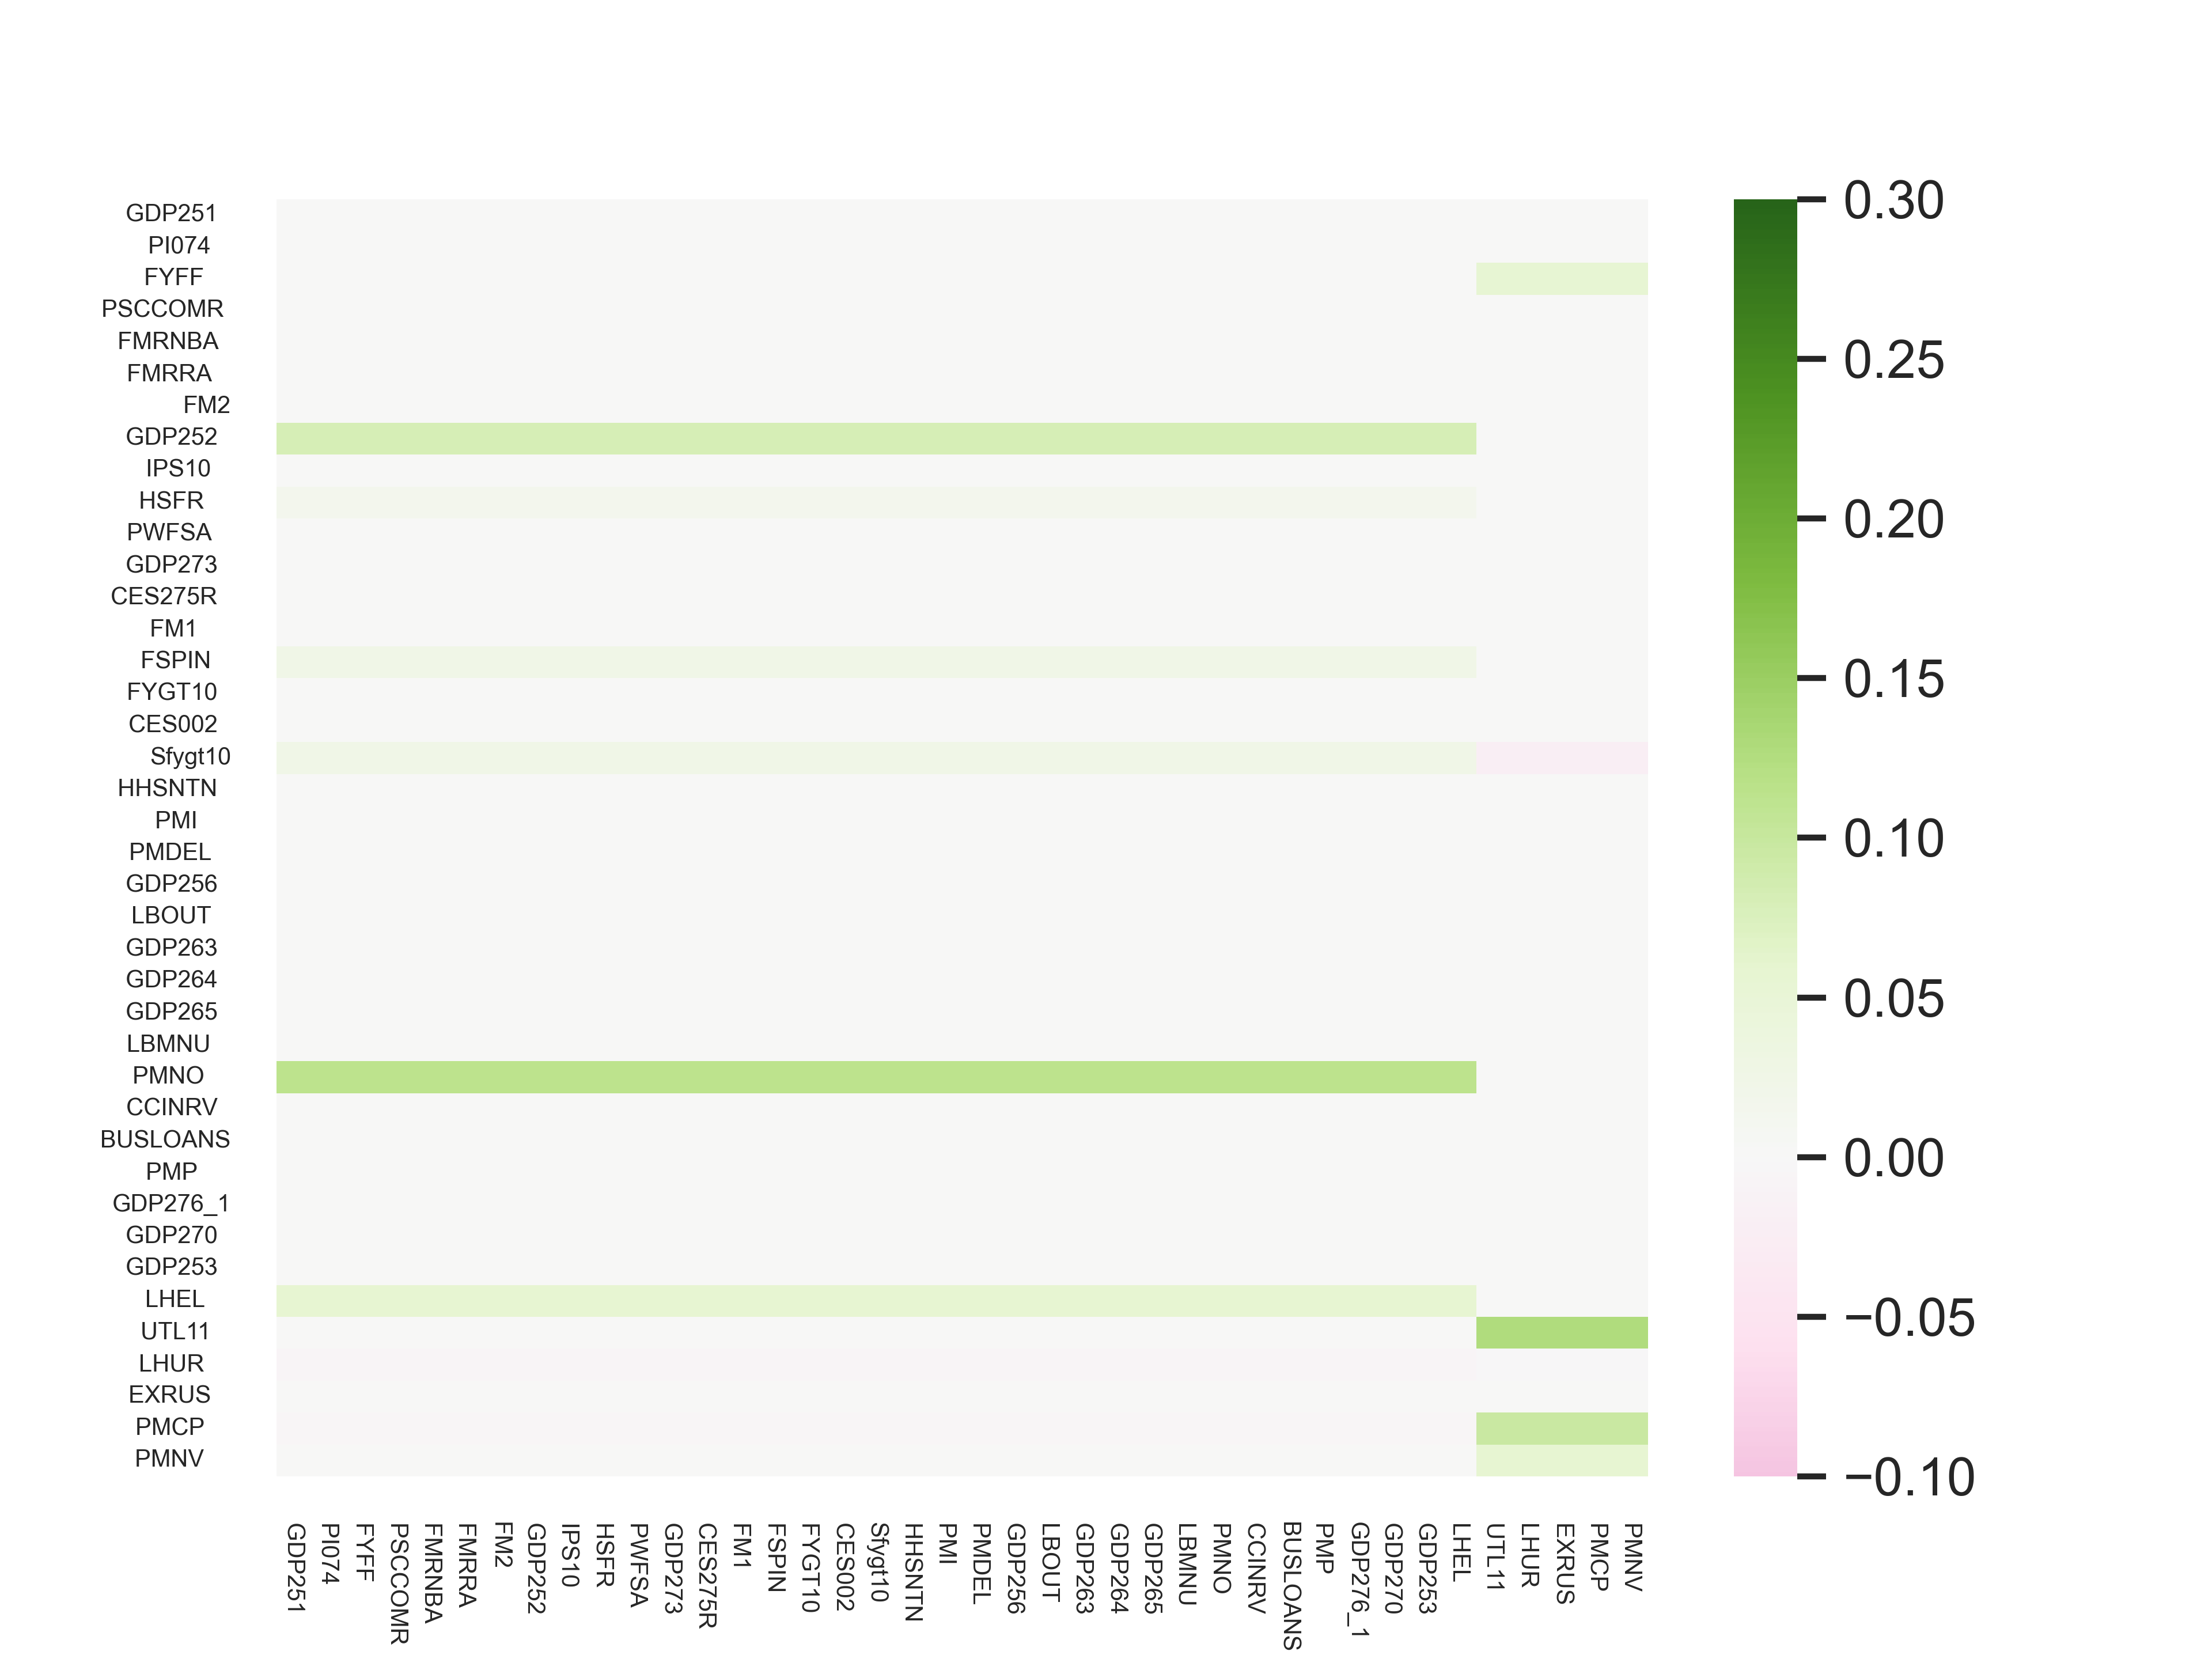 GDP251
PI074
FYFF
PSCCOMR
FMRNBA
FMRRA
FM2
GDP252
IPS10
HSFR
PWFSA
GDP273
CES275R
FM1
FSPIN
FYGT10
CES002
Sfygt10
HHSNTN
PMI
PMDEL
GDP256
LBOUT
GDP263
GDP264
GDP265
LBMNU
PMNO
CCINRV
BUSLOANS
PMP
GDP276_1
GDP270
GDP253
LHEL
UTL11
LHUR
EXRUS
PMCP
PMNV
GDP251
PI074
FYFF
PSCCOMR
FMRNBA
FMRRA
FM2
GDP252
IPS10
HSFR
PWFSA
GDP273
CES275R
FM1
FSPIN
FYGT10
CES002
Sfygt10
HHSNTN
PMI
PMDEL
GDP256
LBOUT
GDP263
GDP264
GDP265
LBMNU
PMNO
CCINRV
BUSLOANS
PMP
GDP276_1
GDP270
GDP253
LHEL
UTL11
LHUR
EXRUS
PMCP
PMNV
0.30
0.25
0.20
0.15
0.10
0.05
0.00
−0.05
−0.10